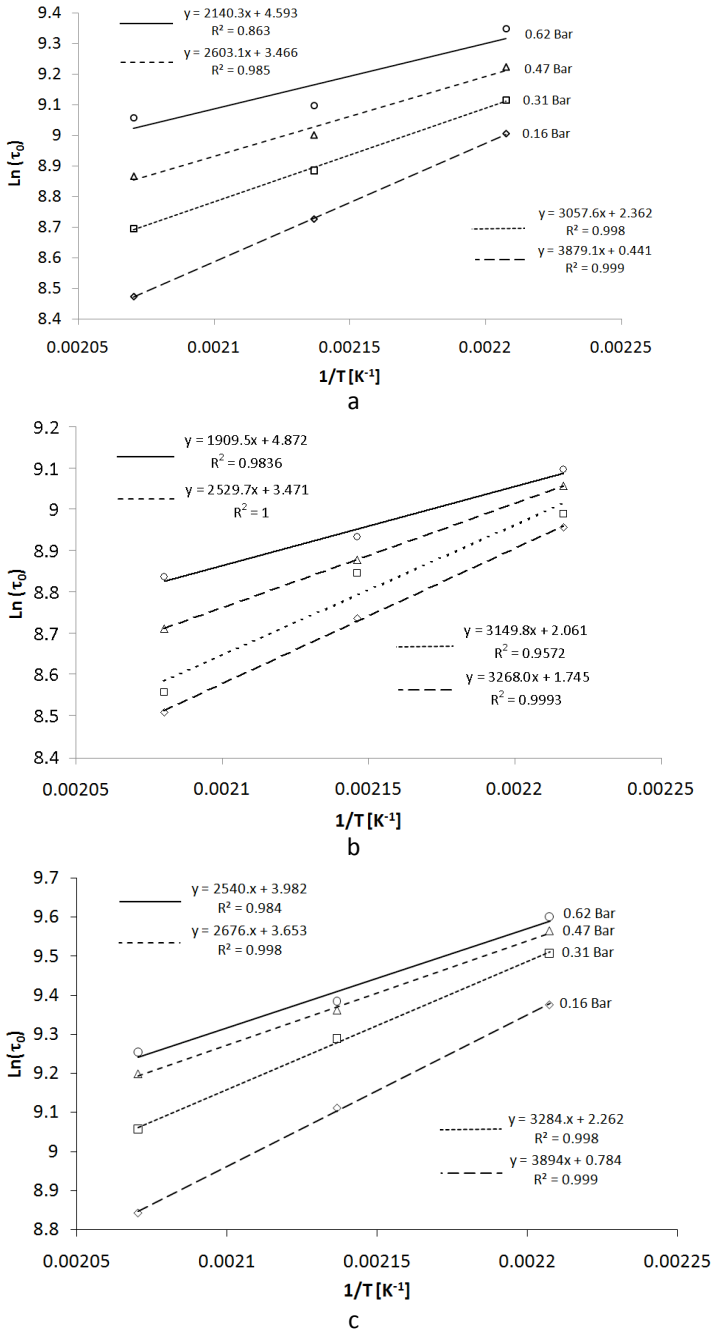 y = 2140.3x + 4.593
R² = 0.863
y = 2603.1x + 3.466
R² = 0.985
0.62 Bar
0.47 Bar
0.31 Bar
0.16 Bar
y = 3057.6x + 2.362
R² = 0.998
y = 3879.1x + 0.441
R² = 0.999
9.4
9.3
9.2
9.1
9
8.9
8.8
8.7
8.6
8.5
8.4
Ln (τ₀)
0.00205
0.0021
0.00215
0.0022
0.00225
1/T [K⁻¹]
a
y = 1909.5x + 4.872
R² = 0.9836
y = 2529.7x + 3.471
R² = 1
y = 3149.8x + 2.061
R² = 0.9572
y = 3268.0x + 1.745
R² = 0.9993
9.2
9.1
9
8.9
8.8
8.7
8.6
8.5
8.4
Ln (τ₀)
0.00205
0.0021
0.00215
0.0022
0.00225
1/T [K⁻¹]
b
y = 2540.x + 3.982
R² = 0.984
y = 2676.x + 3.653
R² = 0.998
0.62 Bar
0.47 Bar
0.31 Bar
0.16 Bar
y = 3284.x + 2.262
R² = 0.998
y = 3894x + 0.784
R² = 0.999
9.7
9.6
9.5
9.4
9.3
9.2
9.1
9
8.9
8.8
Ln(τ₀)
0.00205
0.0021
0.00215
0.0022
0.00225
1/T [K⁻¹]
c